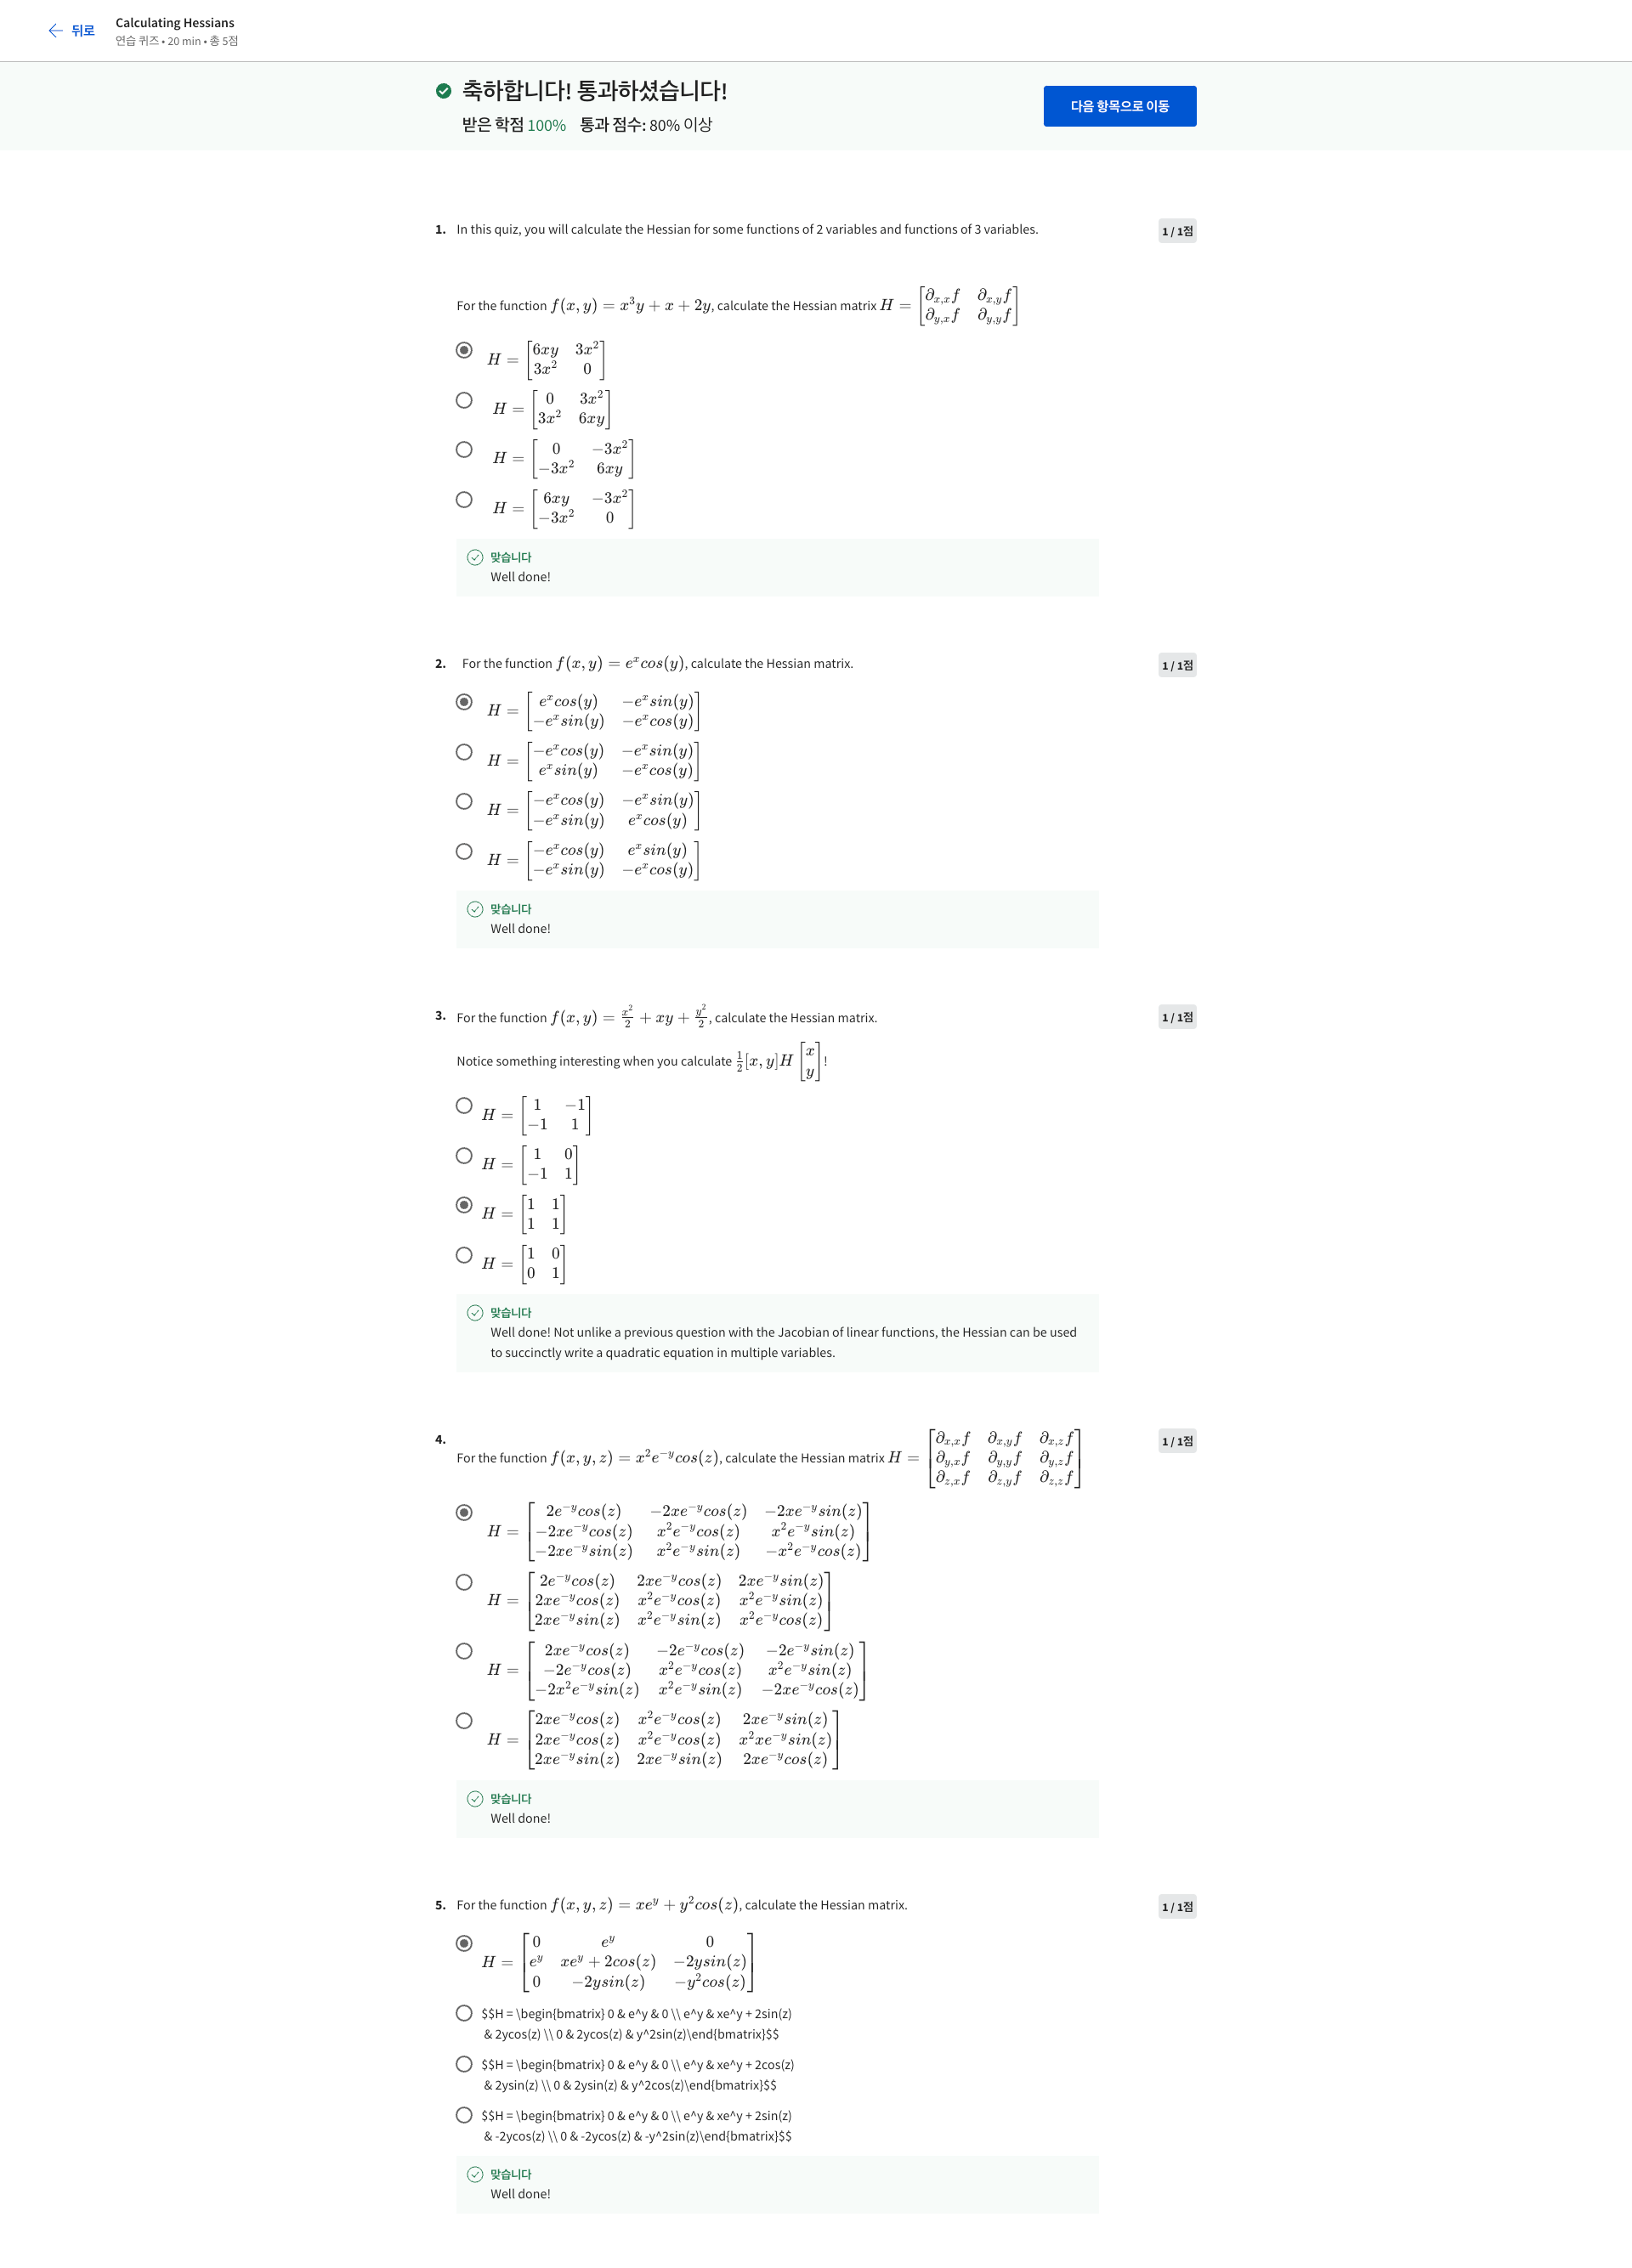 뒤로
Calculating Hessians
연습 퀴즈 • 20 min • 총 5점
축하합니다! 통과하셨습니다!
받은 학점 100% 통과 점수: 80% 이상
다음 항목으로 이동
1. In this quiz, you will calculate the Hessian for some functions of 2 variables and functions of 3 variables.
1 / 1점
For the function $f(x, y) = x^3y + x + 2y$, calculate the Hessian matrix $H = \begin{bmatrix} \partial_{x,x}f & \partial_{x,y}f \\ \partial_{y,x}f & \partial_{y,y}f \end{bmatrix}$
$H = \begin{bmatrix} 6xy & 3x^2 \\ 3x^2 & 0 \end{bmatrix}$
$H = \begin{bmatrix} 0 & 3x^2 \\ 3x^2 & 6xy \end{bmatrix}$
$H = \begin{bmatrix} 0 & -3x^2 \\ -3x^2 & 6xy \end{bmatrix}$
$H = \begin{bmatrix} 6xy & -3x^2 \\ -3x^2 & 0 \end{bmatrix}$
맞습니다
Well done!
2. For the function $f(x, y) = e^x cos(y)$, calculate the Hessian matrix.
1 / 1점
$H = \begin{bmatrix} e^x cos(y) & -e^x sin(y) \\ -e^x sin(y) & -e^x cos(y) \end{bmatrix}$
$H = \begin{bmatrix} -e^x cos(y) & -e^x sin(y) \\ e^x sin(y) & -e^x cos(y) \end{bmatrix}$
$H = \begin{bmatrix} -e^x cos(y) & -e^x sin(y) \\ -e^x sin(y) & e^x cos(y) \end{bmatrix}$
$H = \begin{bmatrix} -e^x cos(y) & e^x sin(y) \\ -e^x sin(y) & -e^x cos(y) \end{bmatrix}$
맞습니다
Well done!
3. For the function $f(x, y) = \frac{x^2}{2} + xy + \frac{y^2}{2}$, calculate the Hessian matrix.
1 / 1점
Notice something interesting when you calculate $\frac{1}{2}[x, y]H \begin{bmatrix} x \\ y \end{bmatrix}$!
$H = \begin{bmatrix} 1 & -1 \\ -1 & 1 \end{bmatrix}$
$H = \begin{bmatrix} 1 & 0 \\ -1 & 1 \end{bmatrix}$
$H = \begin{bmatrix} 1 & 1 \\ 1 & 1 \end{bmatrix}$
$H = \begin{bmatrix} 1 & 0 \\ 0 & 1 \end{bmatrix}$
맞습니다
Well done! Not unlike a previous question with the Jacobian of linear functions, the Hessian can be used
to succinctly write a quadratic equation in multiple variables.
4. For the function $f(x, y, z) = x^2e^{-y}cos(z)$, calculate the Hessian matrix $H = \begin{bmatrix} \partial_{x,x}f & \partial_{x,y}f & \partial_{x,z}f \\ \partial_{y,x}f & \partial_{y,y}f & \partial_{y,z}f \\ \partial_{z,x}f & \partial_{z,y}f & \partial_{z,z}f \end{bmatrix}$
1 / 1점
$H = \begin{bmatrix} 2e^{-y}cos(z) & -2xe^{-y}cos(z) & -2xe^{-y}sin(z) \\ -2xe^{-y}cos(z) & x^2e^{-y}cos(z) & x^2e^{-y}sin(z) \\ -2xe^{-y}sin(z) & x^2e^{-y}sin(z) & -x^2e^{-y}cos(z) \end{bmatrix}$
$H = \begin{bmatrix} 2e^{-y}cos(z) & 2xe^{-y}cos(z) & 2xe^{-y}sin(z) \\ 2xe^{-y}cos(z) & x^2e^{-y}cos(z) & x^2e^{-y}sin(z) \\ 2xe^{-y}sin(z) & x^2e^{-y}sin(z) & x^2e^{-y}cos(z) \end{bmatrix}$
$H = \begin{bmatrix} 2xe^{-y}cos(z) & -2e^{-y}cos(z) & -2e^{-y}sin(z) \\ -2e^{-y}cos(z) & x^2e^{-y}cos(z) & x^2e^{-y}sin(z) \\ -2x^2e^{-y}sin(z) & x^2e^{-y}sin(z) & -2xe^{-y}cos(z) \end{bmatrix}$
$H = \begin{bmatrix} 2xe^{-y}cos(z) & x^2e^{-y}cos(z) & 2xe^{-y}sin(z) \\ 2xe^{-y}cos(z) & x^2e^{-y}cos(z) & x^2xe^{-y}sin(z) \\ 2xe^{-y}sin(z) & 2xe^{-y}sin(z) & 2xe^{-y}cos(z) \end{bmatrix}$
맞습니다
Well done!
5. For the function $f(x, y, z) = xe^y + y^2cos(z)$, calculate the Hessian matrix.
1 / 1점
$H = \begin{bmatrix} 0 & e^y & 0 \\ e^y & xe^y + 2cos(z) & -2ysin(z) \\ 0 & -2ysin(z) & -y^2cos(z) \end{bmatrix}$
$$H = \begin{bmatrix} 0 & e^y & 0 \\ e^y & xe^y + 2sin(z)
& 2ycos(z) \\ 0 & 2ycos(z) & y^2sin(z)\end{bmatrix}$$
$$H = \begin{bmatrix} 0 & e^y & 0 \\ e^y & xe^y + 2cos(z)
& 2ysin(z) \\ 0 & 2ysin(z) & y^2cos(z)\end{bmatrix}$$
$$H = \begin{bmatrix} 0 & e^y & 0 \\ e^y & xe^y + 2sin(z)
& -2ycos(z) \\ 0 & -2ycos(z) & -y^2sin(z)\end{bmatrix}$$
맞습니다
Well done!